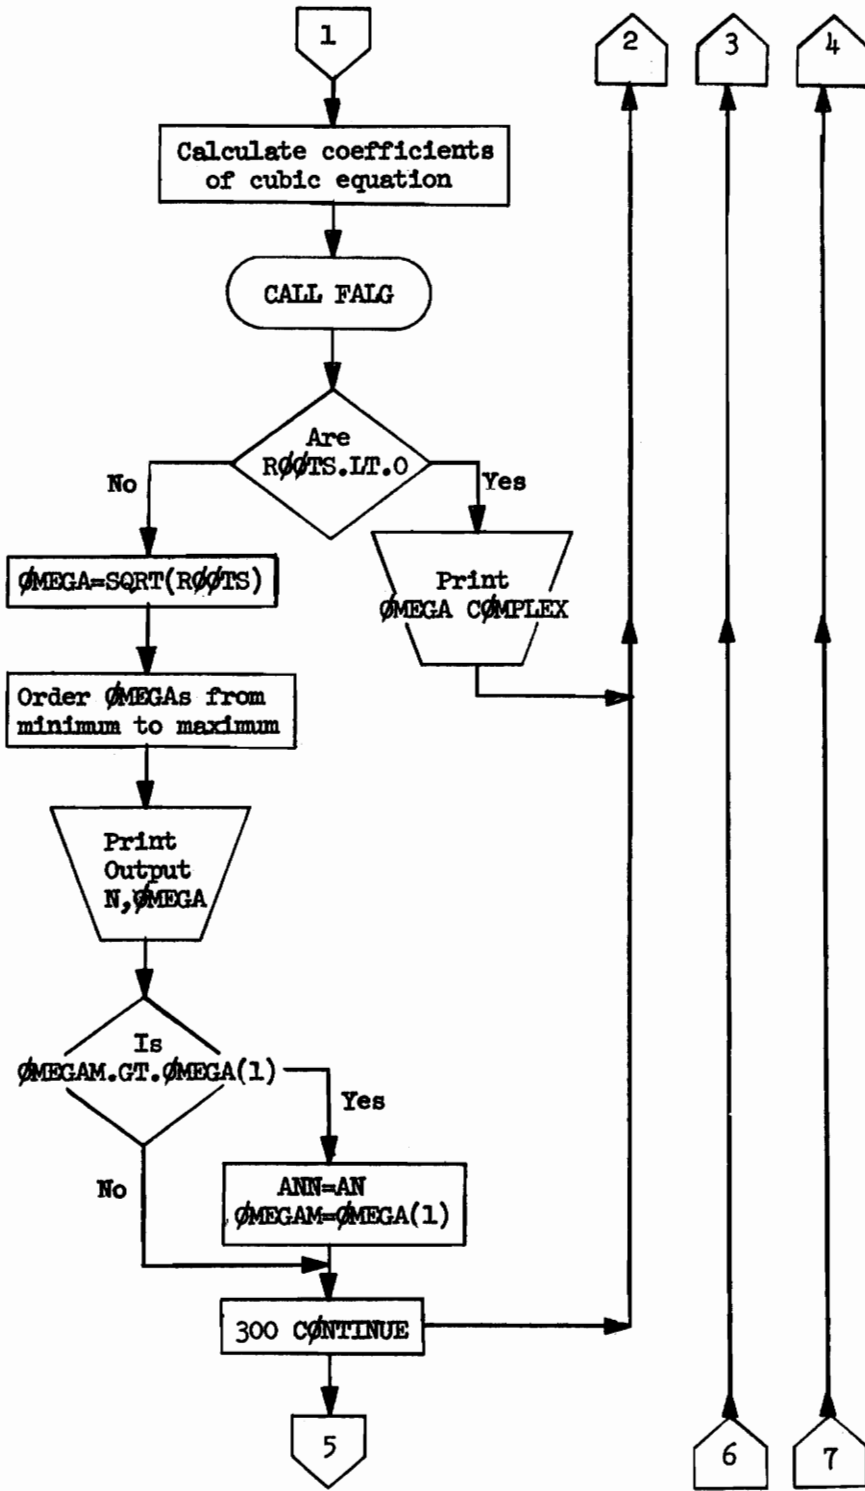 1
2
3
4
Calculate coefficients
of cubic equation
CALL FALG
Are
RØØTS.LT.0
No
Yes
ØMEGA=SQRT(RØØTS)
Print
ØMEGA CØMPLEX
Order ØMEGAs from
minimum to maximum
Print
Output
N,ØMEGA
Is
ØMEGAM.GT.ØMEGA(1)
Yes
No
ANN=AN
ØMEGAM=ØMEGA(1)
300 CØNTINUE
5
6
7